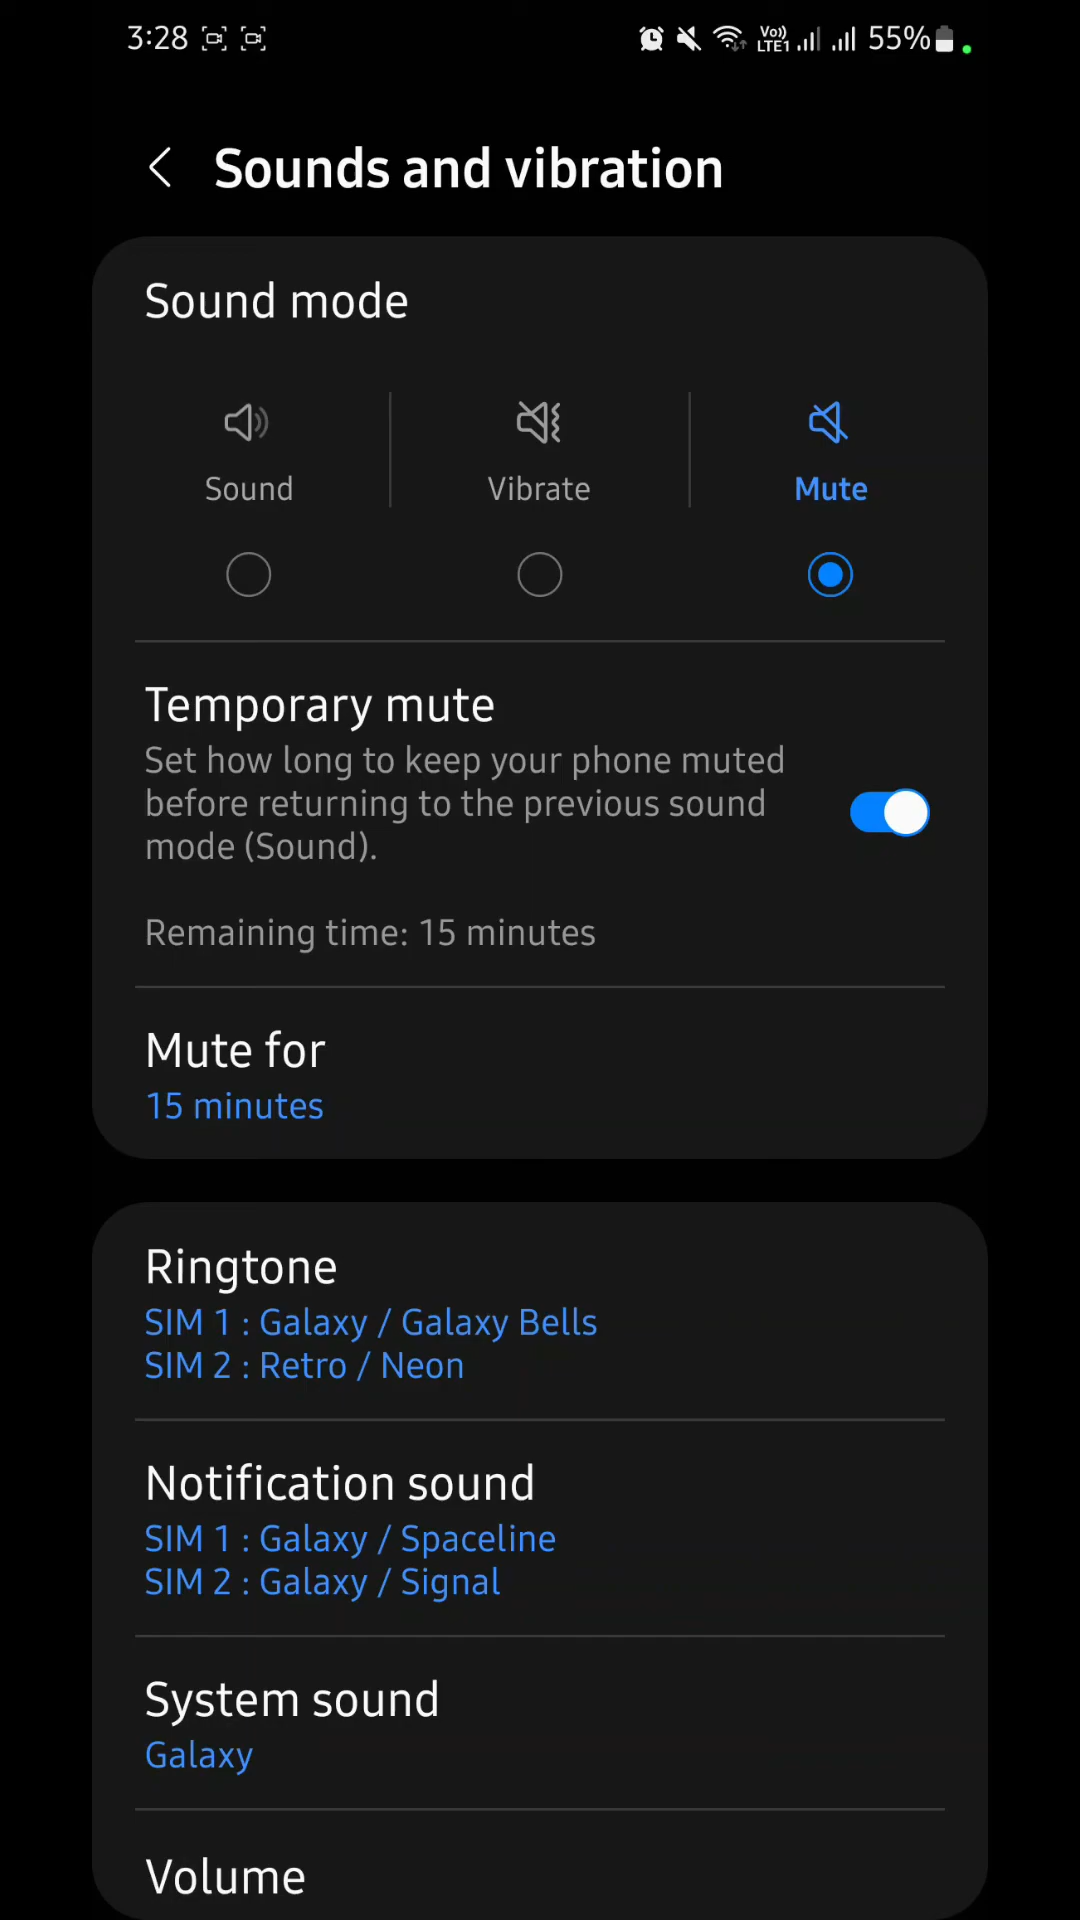 3:28
Vo))
LTE1
55%
Sounds and vibration
Sound mode
Sound
Vibrate
Mute
Temporary mute
Set how long to keep your phone muted
before returning to the previous sound
mode (Sound).
Remaining time: 15 minutes
Mute for
15 minutes
Ringtone
SIM 1 : Galaxy / Galaxy Bells
SIM 2 : Retro / Neon
Notification sound
SIM 1 : Galaxy / Spaceline
SIM 2 : Galaxy / Signal
System sound
Galaxy
Volume